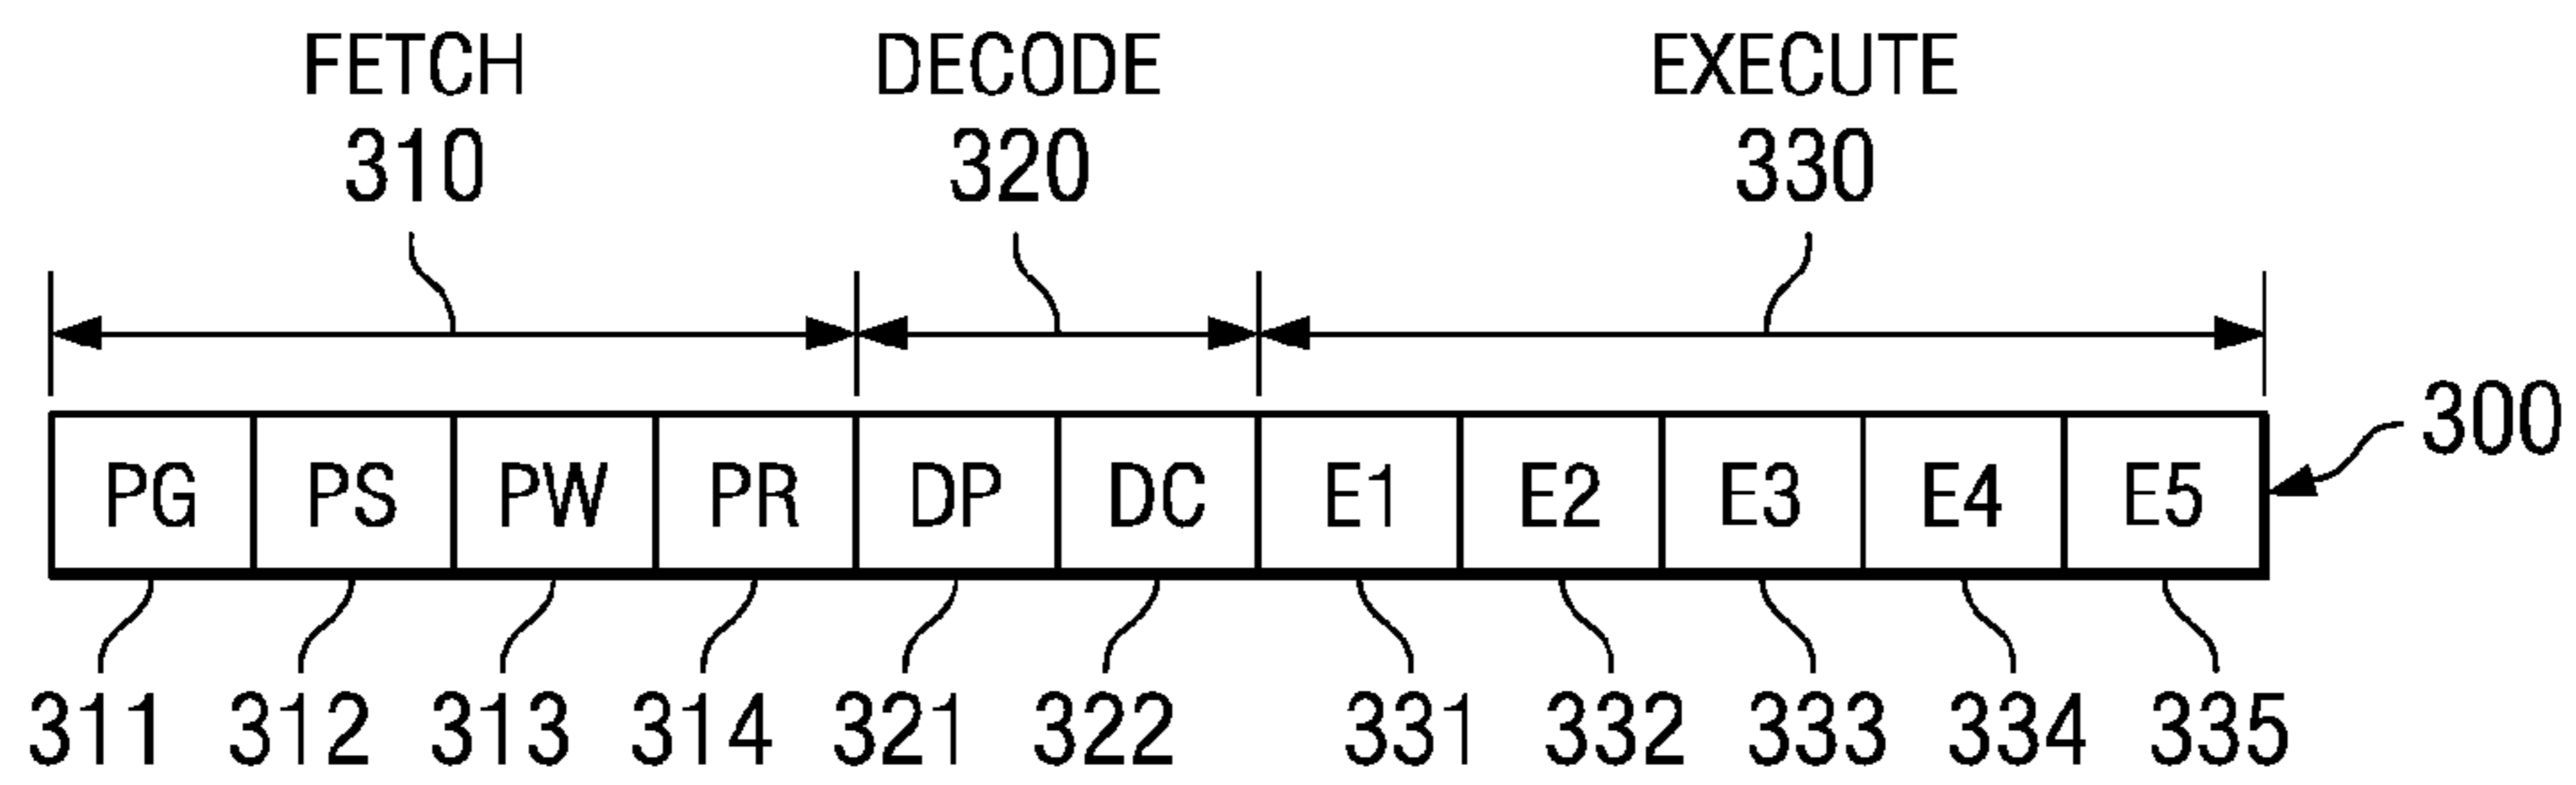 FETCH DECODE EXECUTE
310 320 330
300
PG PS PW PR DP DC E1 E2 E3 E4 E5
311 312 313 314 321 322 331 332 333 334 335